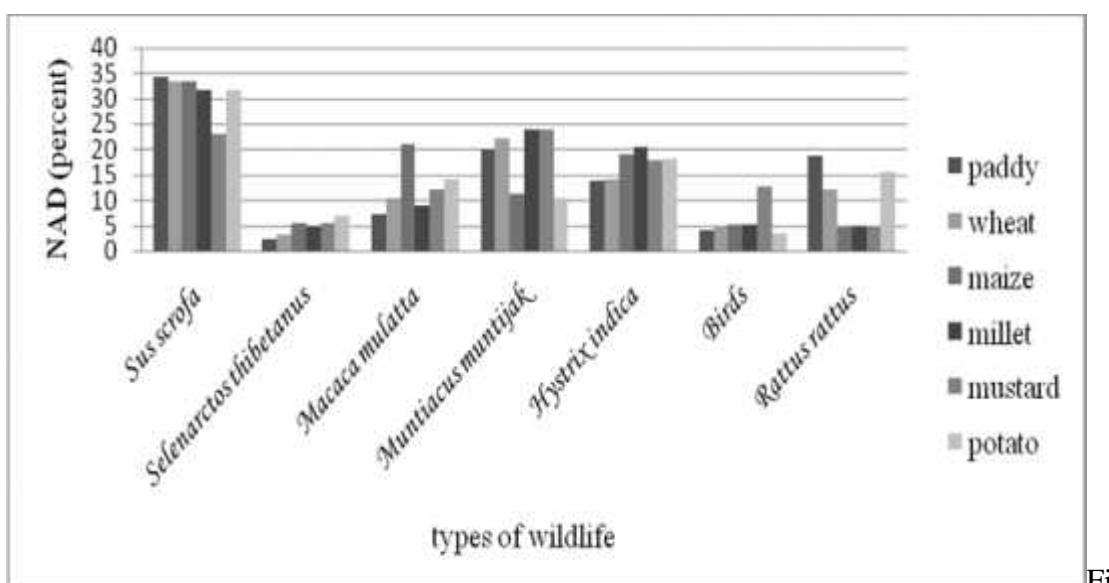 40
35
30
25
20
15
10
5
0
NAD (percent)
Sus scrofa
Selenarctos thibetanus
Macaca mulatta
Muntiacus muntijak
Hystrix indica
Birds
Rattus rattus
types of wildlife
paddy
wheat
maize
millet
mustard
potato
Fi